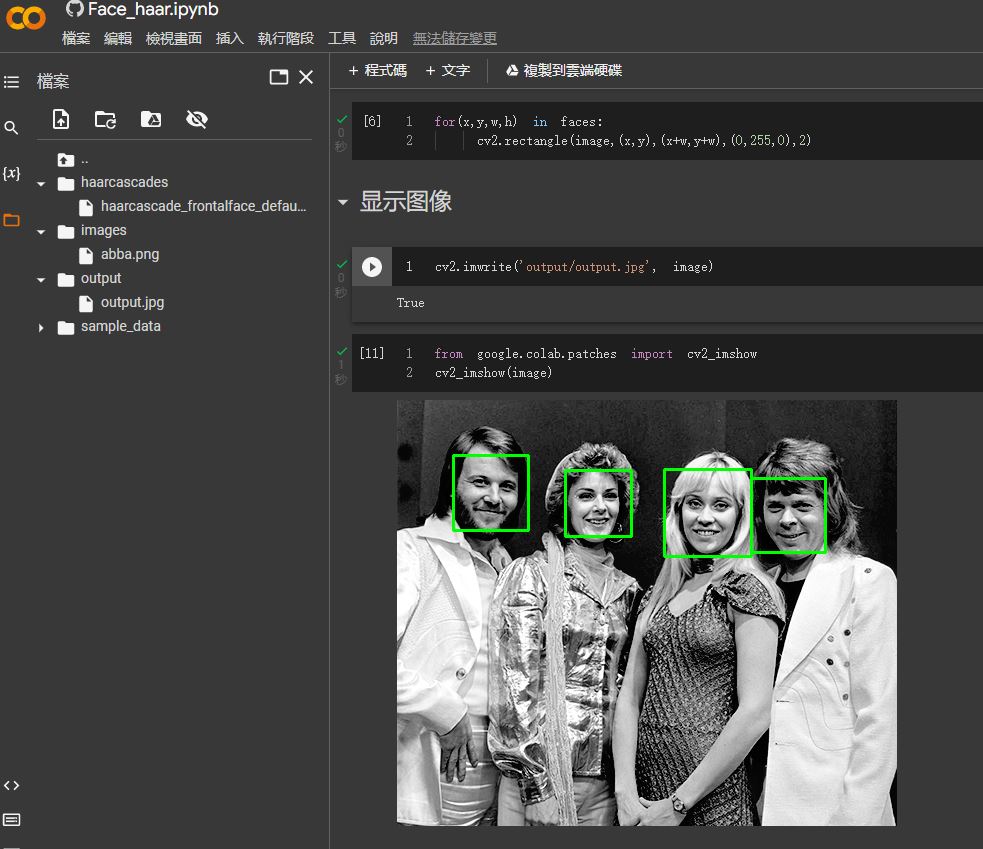 Face_haar.ipynb
檔案 編輯 檢視畫面 插入 執行階段 工具 說明 無法儲存變更
檔案
..
haarcascades
haarcascade_frontalface_defau...
images
abba.png
output
output.jpg
sample_data
+ 程式碼 + 文字 複製到雲端硬碟
0
秒
[6] 1 for(x,y,w,h) in faces:
2 cv2.rectangle(image,(x,y),(x+w,y+w),(0,255,0),2)
显示图像
0
秒
1 cv2.imwrite('output/output.jpg', image)
True
1
秒
[11] 1 from google.colab.patches import cv2_imshow
2 cv2_imshow(image)
{x}
<>